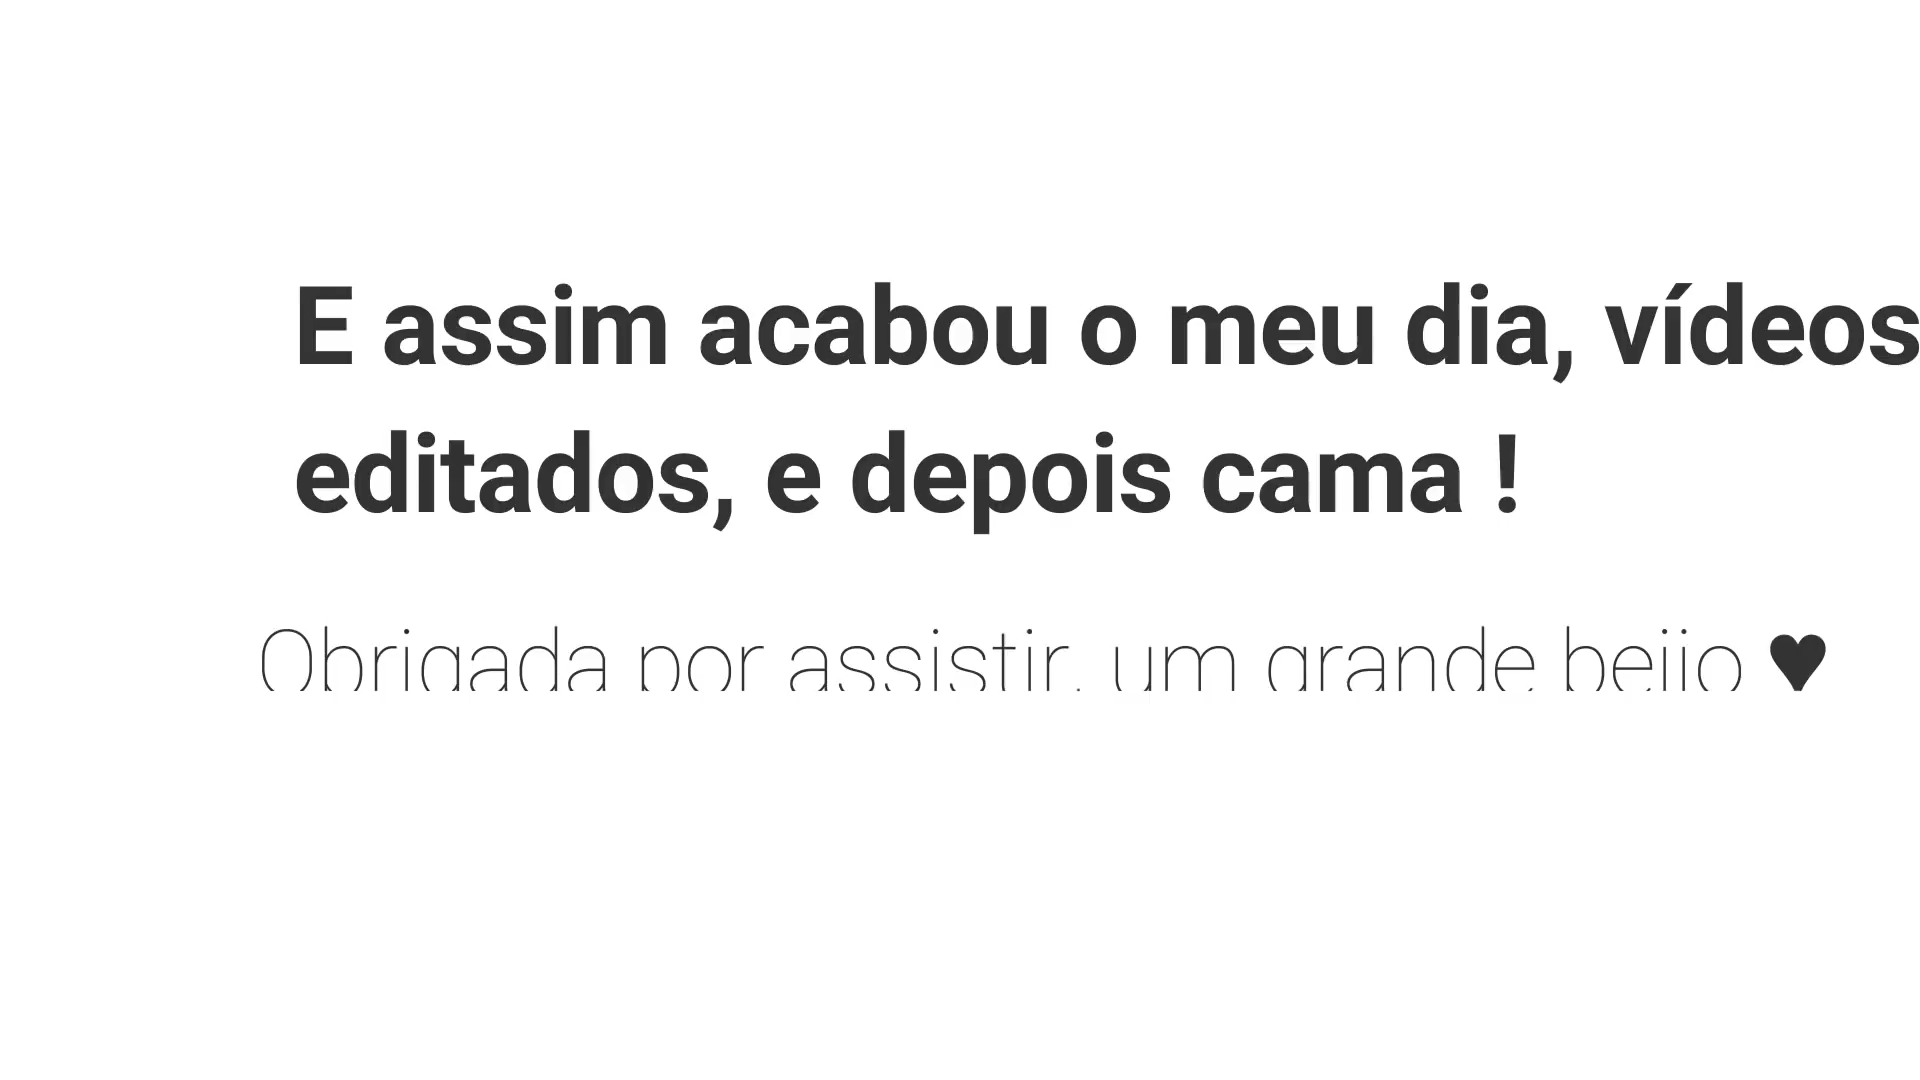 E assim acabou o meu dia, vídeos
editados, e depois cama !
Obrigada por assistir, um grande beijo ♥